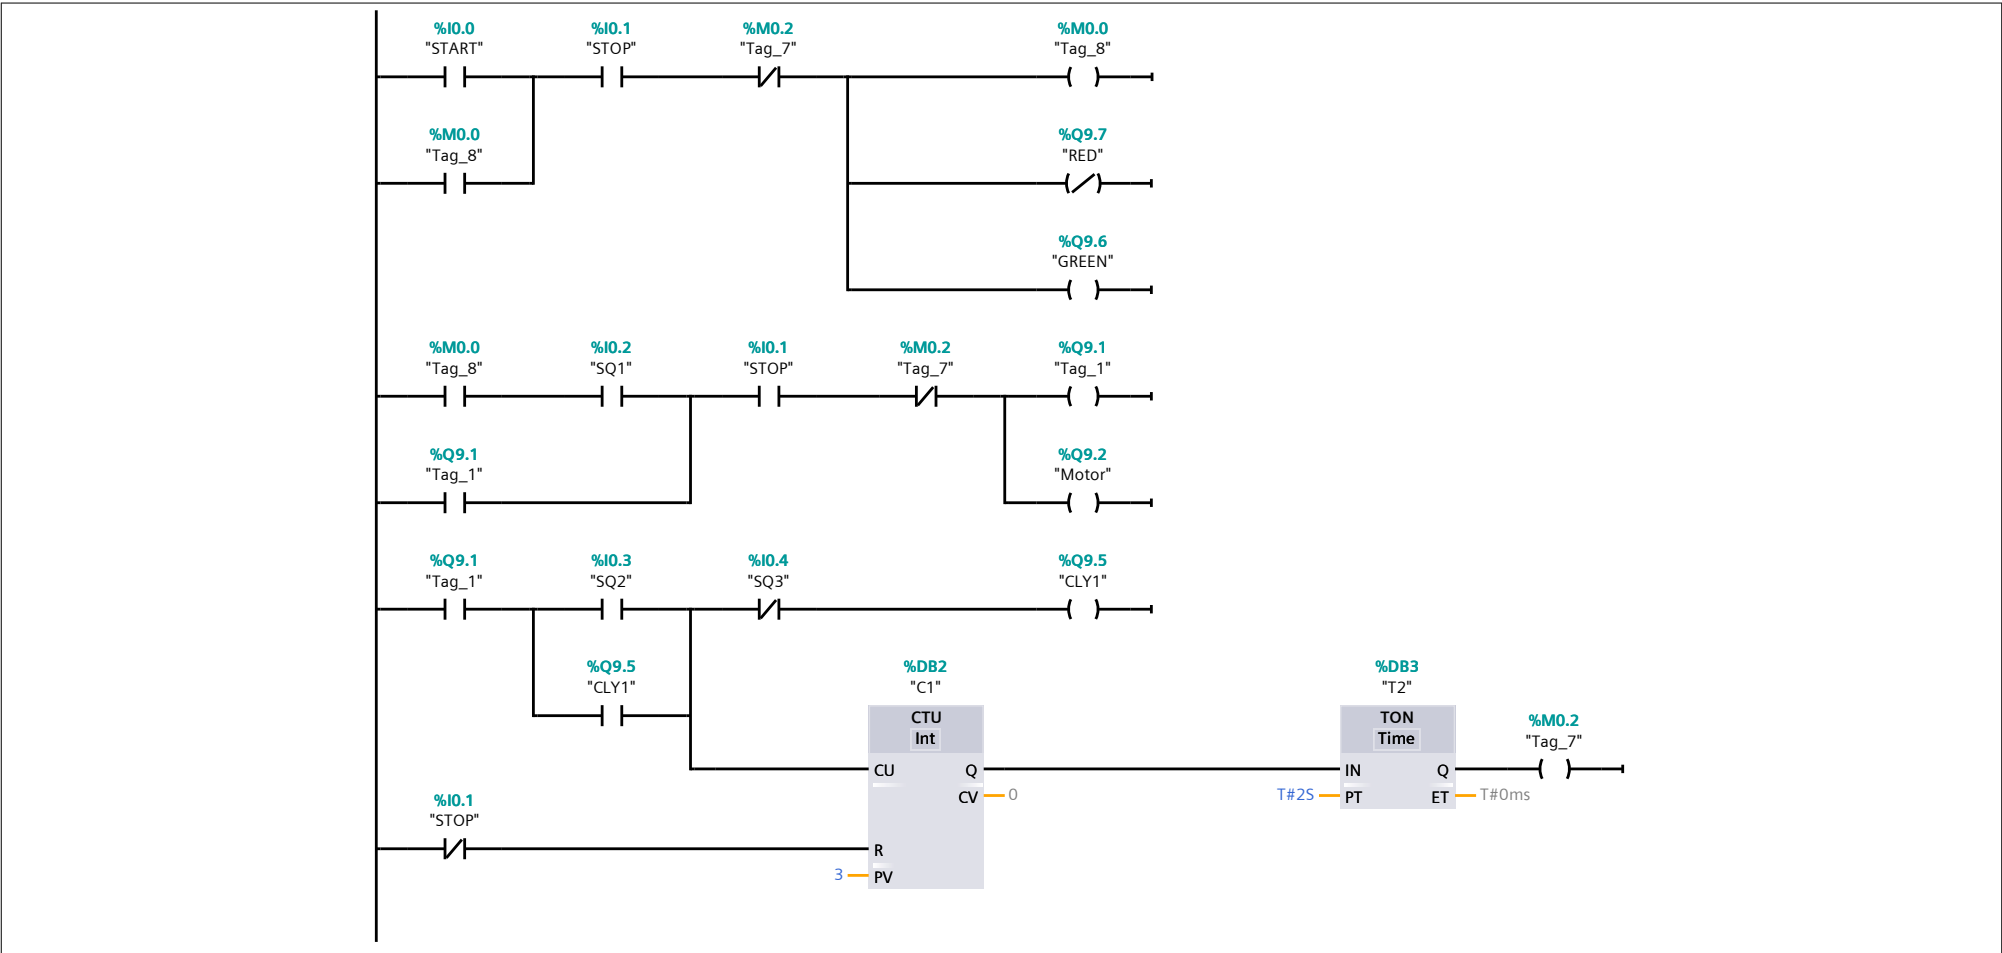 %I0.0 %I0.1 %M0.2 %M0.0
"START" "STOP" "Tag_7" "Tag_8"
%M0.0 %Q9.7
"Tag_8" "RED"
%Q9.6
"GREEN"
%M0.0 %I0.2 %I0.1 %M0.2 %Q9.1
"Tag_8" "SQ1" "STOP" "Tag_7" "Tag_1"
%Q9.1 %Q9.2
"Tag_1" "Motor"
%Q9.1 %I0.3 %I0.4 %Q9.5
"Tag_1" "SQ2" "SQ3" "CLY1"
%Q9.5 %DB2 %DB3
"CLY1" "C1" "T2"
CTU TON %M0.2
Int Time "Tag_7"
CU Q IN Q
CV 0 T#2S PT ET T#0ms
%I0.1
"STOP"
R
3 PV